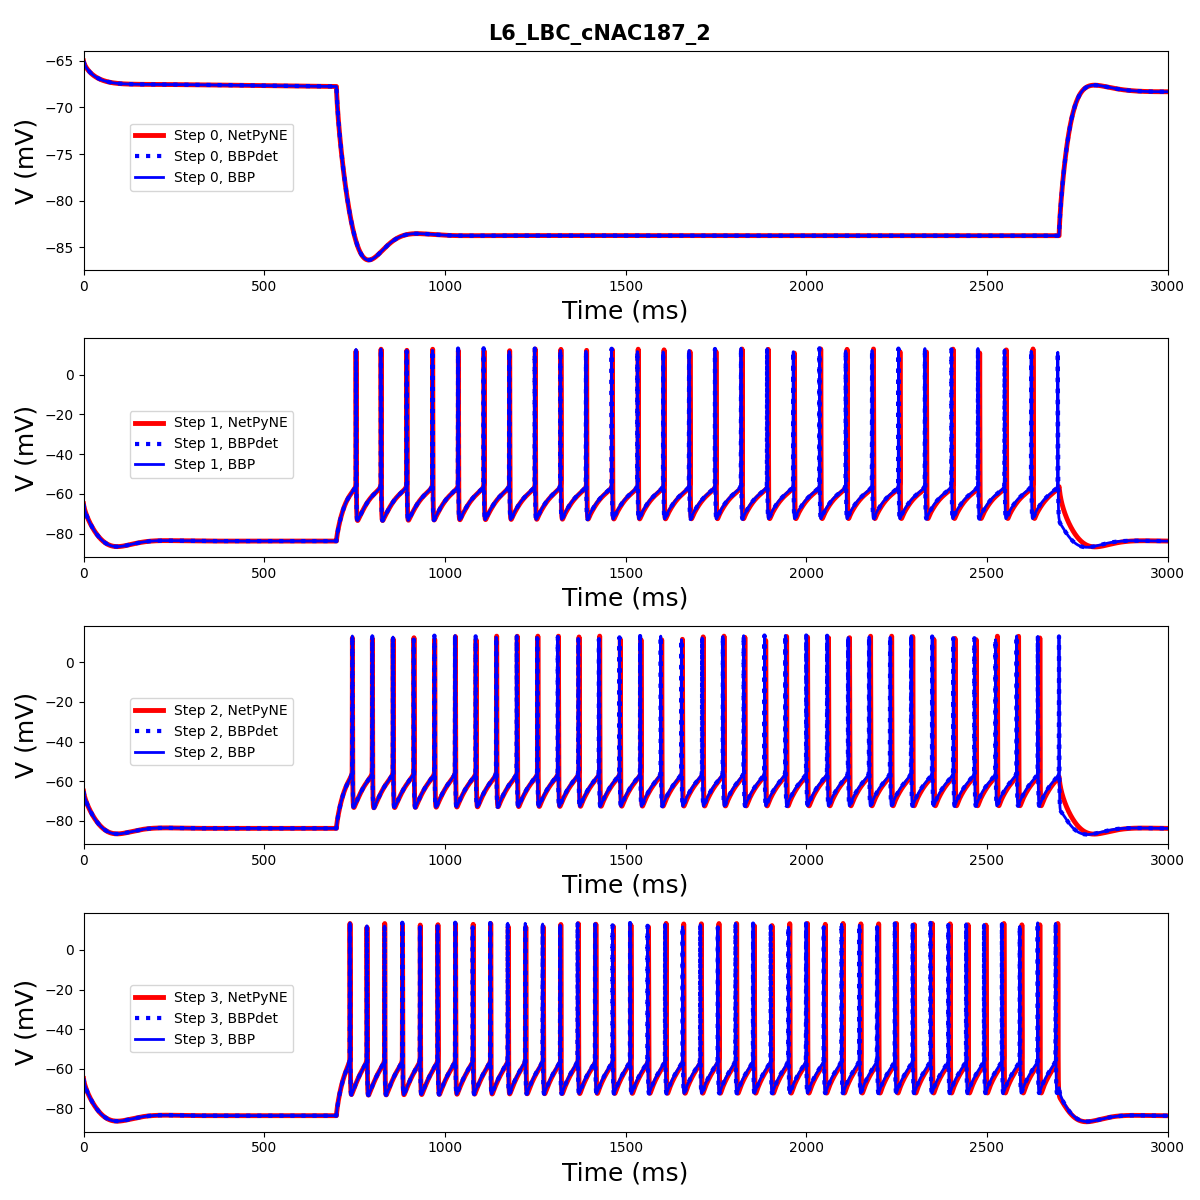 L6_LBC_cNAC187_2
−65
−70
−75
−80
−85
V (mV)
Step 0, NetPyNE
Step 0, BBPdet
Step 0, BBP
0 500 1000 1500 2000 2500 3000
Time (ms)
0
−20
−40
−60
−80
V (mV)
Step 1, NetPyNE
Step 1, BBPdet
Step 1, BBP
0 500 1000 1500 2000 2500 3000
Time (ms)
0
−20
−40
−60
−80
V (mV)
Step 2, NetPyNE
Step 2, BBPdet
Step 2, BBP
0 500 1000 1500 2000 2500 3000
Time (ms)
0
−20
−40
−60
−80
V (mV)
Step 3, NetPyNE
Step 3, BBPdet
Step 3, BBP
0 500 1000 1500 2000 2500 3000
Time (ms)